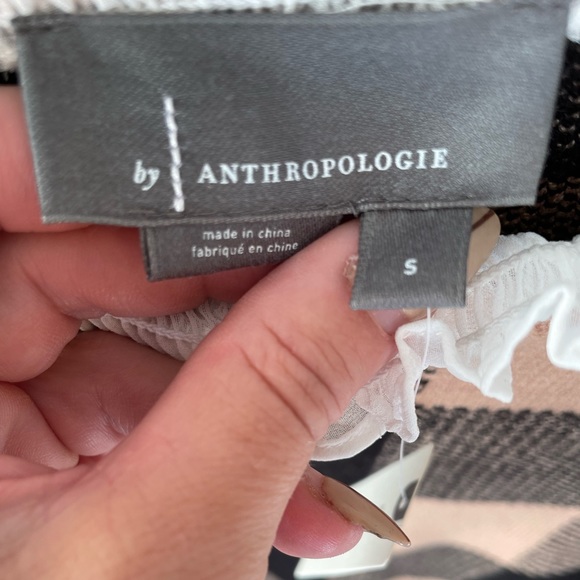 by ANTHROPOLOGIE
made in china
fabriqué en chine
S